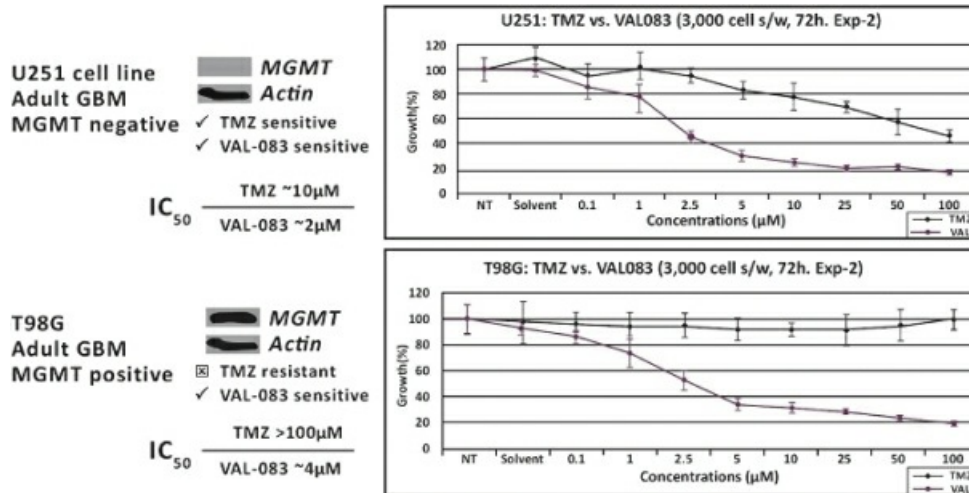 U251 cell line
Adult GBM
MGMT negative
MGMT
Actin
✓ TMZ sensitive
✓ VAL-083 sensitive
IC50
TMZ ~10µM
VAL-083 ~2µM
U251: TMZ vs. VAL083 (3,000 cell s/w, 72h. Exp-2)
Growth(%)
120
100
80
60
40
20
0
NT Solvent 0.1 1 2.5 5 10 25 50 100
Concentrations (µM)
TMZ
VAL
T98G
Adult GBM
MGMT positive
MGMT
Actin
☒ TMZ resistant
✓ VAL-083 sensitive
IC50
TMZ >100µM
VAL-083 ~4µM
T98G: TMZ vs. VAL083 (3,000 cell s/w, 72h. Exp-2)
Growth(%)
120
100
80
60
40
20
0
NT Solvent 0.1 1 2.5 5 10 25 50 100
Concentrations (µM)
TMZ
VAL